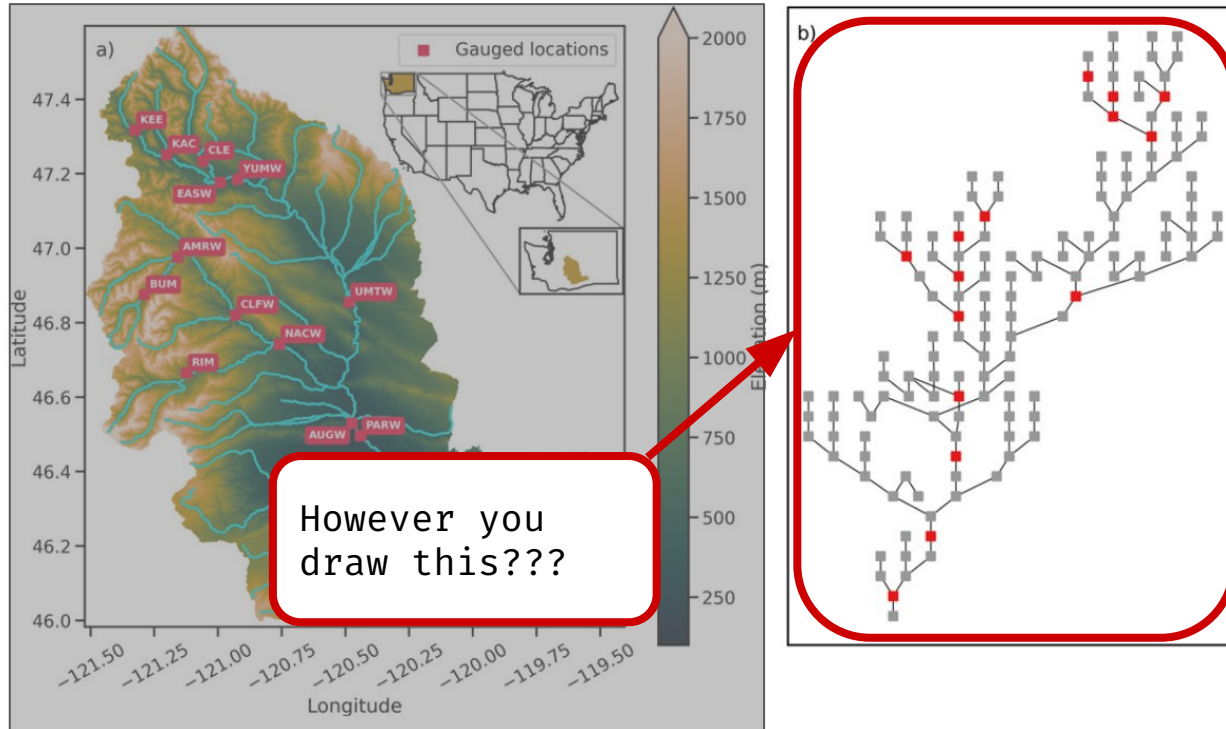 a)
Gauged locations
KEE
KAC
CLE
YUMW
EASW
AMRW
BUM
CLFW
UMTW
NACW
RIM
AUGW
PARW
47.4
47.2
47.0
46.8
46.6
46.4
46.2
46.0
Latitude
−121.50
−121.25
−121.00
−120.75
−120.50
−120.25
−120.00
−119.75
−119.50
Longitude
2000
1750
1500
1250
1000
750
500
250
Elevation (m)
However you
draw this???
b)